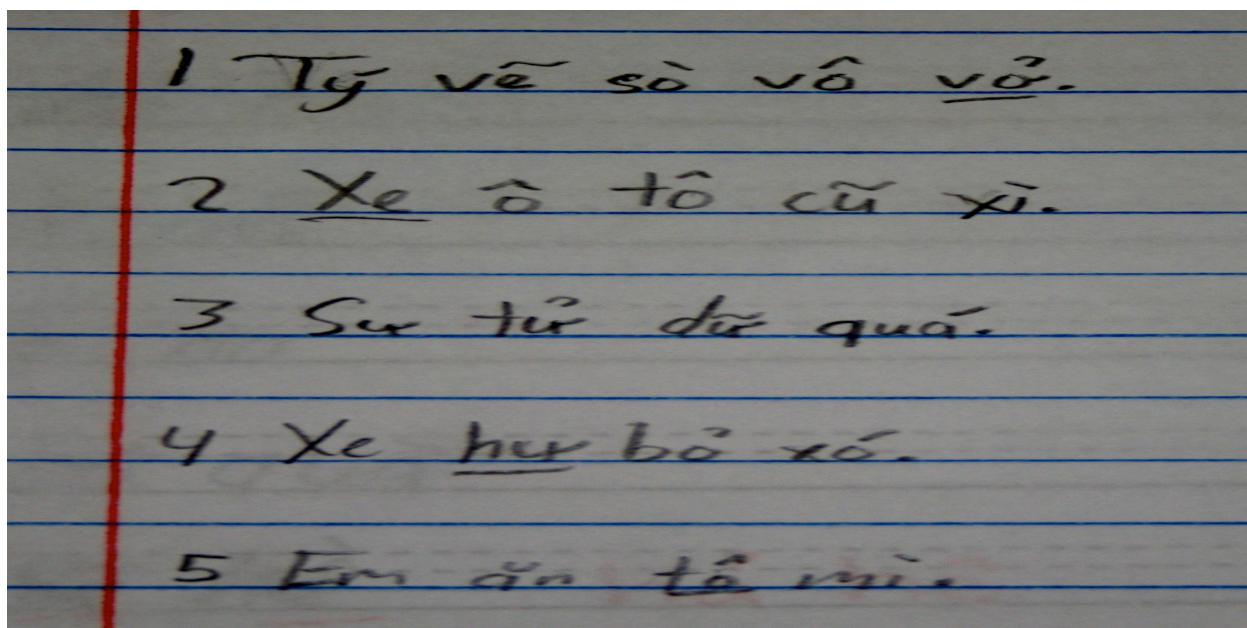 1 Tý vẽ sò vô vở.
2 Xe ô tô cũ xì.
3 Sư tử dữ quá.
4 Xe hư bỏ xó.
5 Em ăn tô mì.